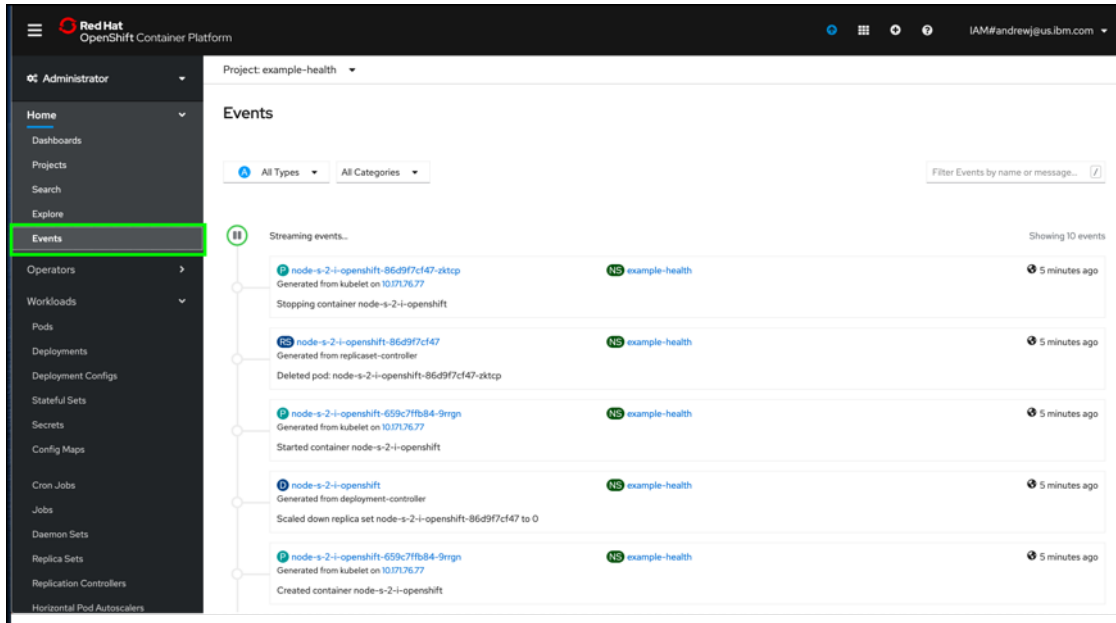 Red Hat
OpenShift Container Platform
IAM#andrewj@us.ibm.com
Administrator
Home
Dashboards
Projects
Search
Explore
Events
Operators
Workloads
Pods
Deployments
Deployment Configs
Stateful Sets
Secrets
Config Maps
Cron Jobs
Jobs
Daemon Sets
Replica Sets
Replication Controllers
Horizontal Pod Autoscalers
Project: example-health
Events
A All Types All Categories
Filter Events by name or message... /
Streaming events... Showing 10 events
P node-s-2-i-openshift-86d9f7cf47-zktcp NS example-health 5 minutes ago
Generated from kubelet on 10.171.76.77
Stopping container node-s-2-i-openshift
RS node-s-2-i-openshift-86d9f7cf47 NS example-health 5 minutes ago
Generated from replicaset-controller
Deleted pod: node-s-2-i-openshift-86d9f7cf47-zktcp
P node-s-2-i-openshift-659c7ffb84-9rrgn NS example-health 5 minutes ago
Generated from kubelet on 10.171.76.77
Started container node-s-2-i-openshift
D node-s-2-i-openshift NS example-health 5 minutes ago
Generated from deployment-controller
Scaled down replica set node-s-2-i-openshift-86d9f7cf47 to 0
P node-s-2-i-openshift-659c7ffb84-9rrgn NS example-health 5 minutes ago
Generated from kubelet on 10.171.76.77
Created container node-s-2-i-openshift